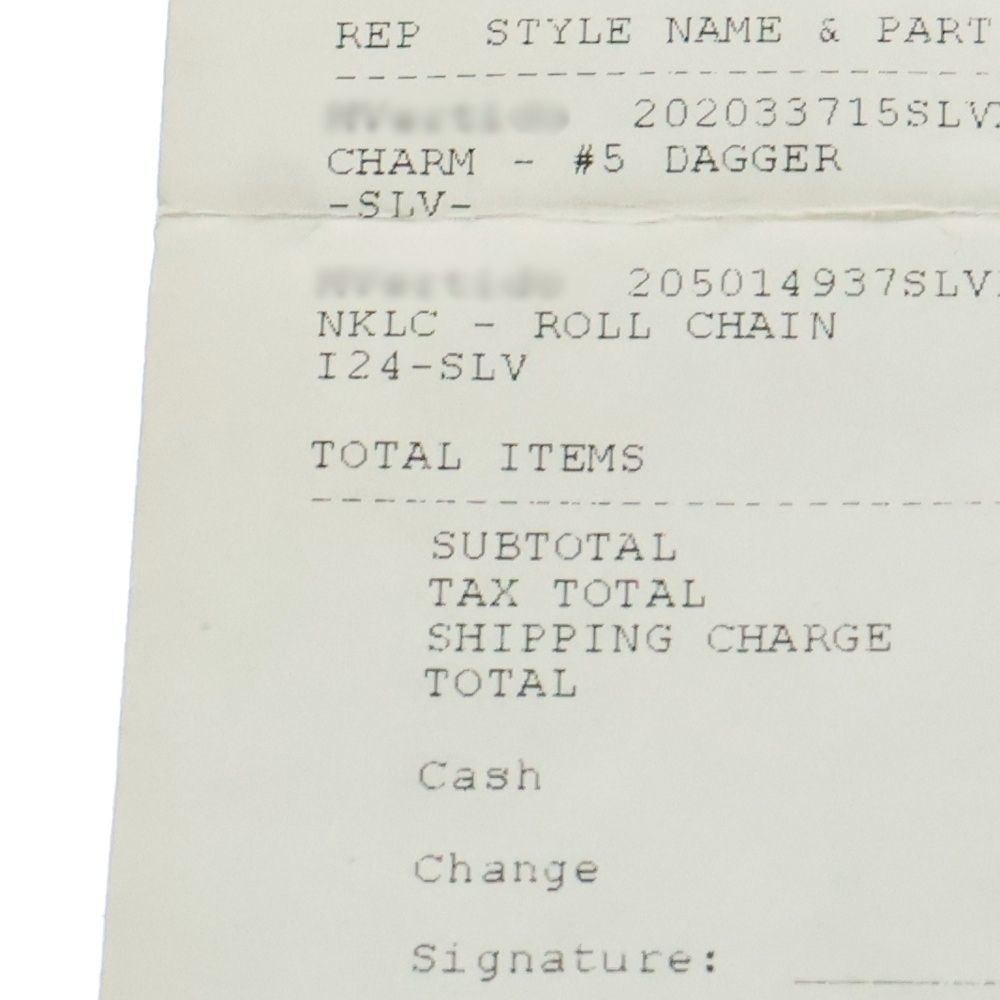 REP STYLE NAME & PART
202033715SLV
CHARM - #5 DAGGER
-SLV-
205014937SLV
NKLC - ROLL CHAIN
I24-SLV
TOTAL ITEMS
SUBTOTAL
TAX TOTAL
SHIPPING CHARGE
TOTAL
Cash
Change
Signature: